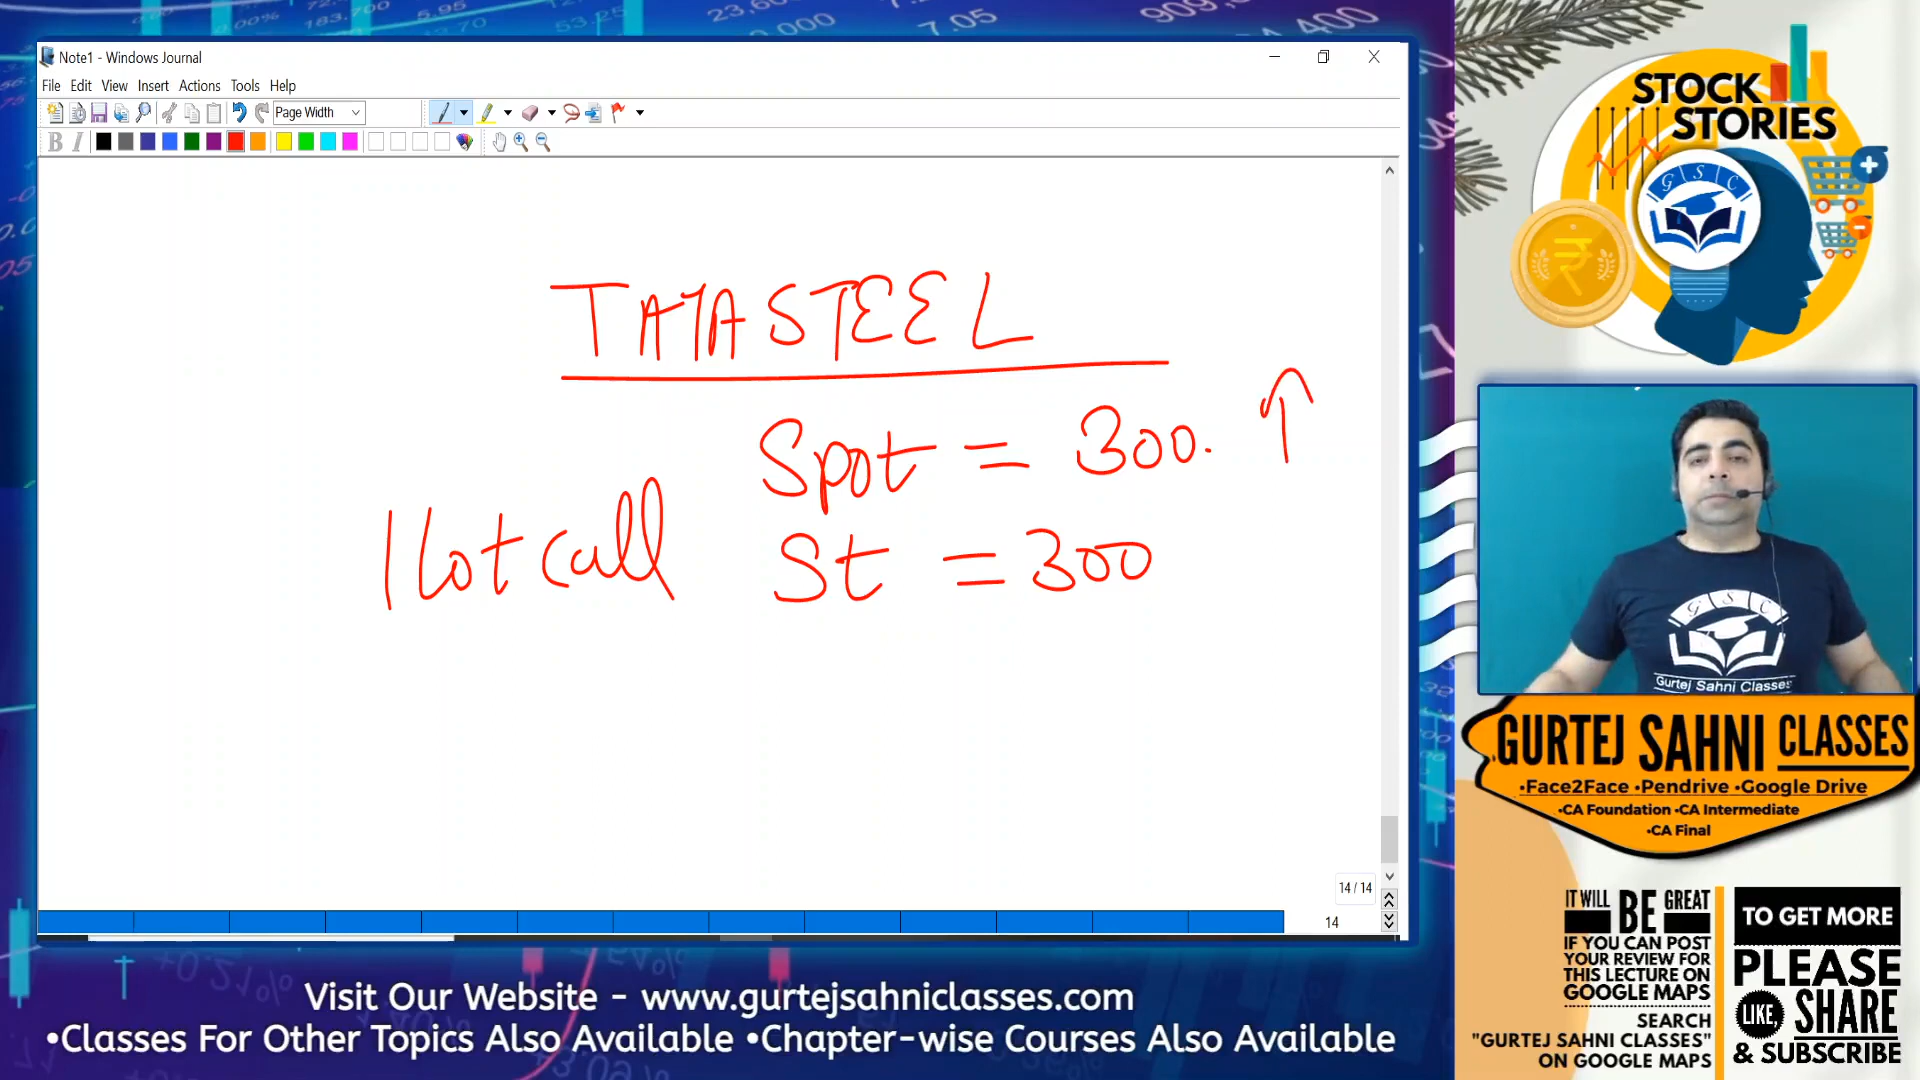 Note1 - Windows Journal
File Edit View Insert Actions Tools Help
Page Width
B I
TATA STEEL
Spot = 300. ↑
1 Lot Call St = 300
14 / 14
14
STOCK
STORIES
G S C
G S C
Gurtej Sahni Classes
GURTEJ SAHNI CLASSES
•Face2Face •Pendrive •Google Drive
•CA Foundation •CA Intermediate
•CA Final
IT WILL BE GREAT
IF YOU CAN POST
YOUR REVIEW FOR
THIS LECTURE ON
GOOGLE MAPS
SEARCH
"GURTEJ SAHNI CLASSES"
ON GOOGLE MAPS
TO GET MORE
PLEASE
LIKE, SHARE
& SUBSCRIBE
Visit Our Website - www.gurtejsahniclasses.com
•Classes For Other Topics Also Available •Chapter-wise Courses Also Available